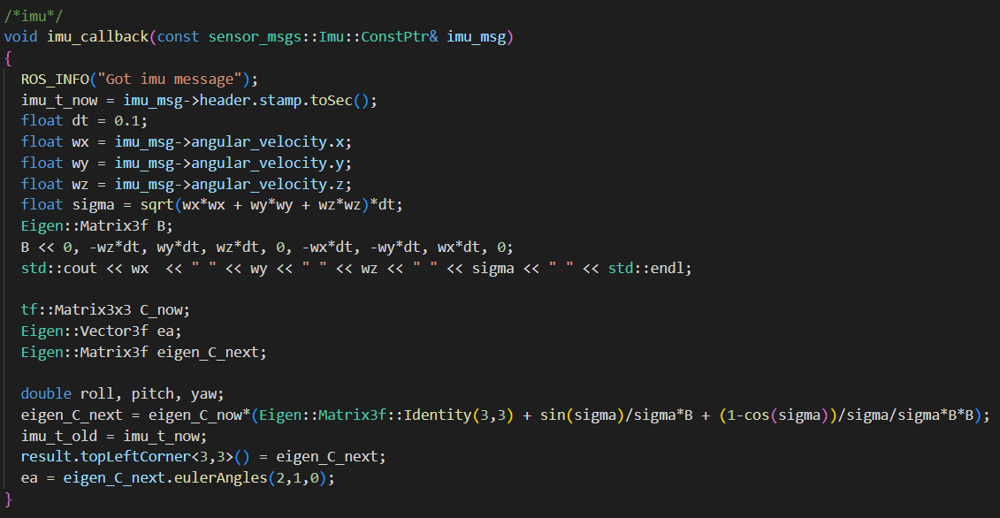 /*imu*/
void imu_callback(const sensor_msgs::Imu::ConstPtr& imu_msg)
{
  ROS_INFO("Got imu message");
  imu_t_now = imu_msg->header.stamp.toSec();
  float dt = 0.1;
  float wx = imu_msg->angular_velocity.x;
  float wy = imu_msg->angular_velocity.y;
  float wz = imu_msg->angular_velocity.z;
  float sigma = sqrt(wx*wx + wy*wy + wz*wz)*dt;
  Eigen::Matrix3f B;
  B << 0, -wz*dt, wy*dt, wz*dt, 0, -wx*dt, -wy*dt, wx*dt, 0;
  std::cout << wx  << " " << wy << " " << wz << " " << sigma << " " << std::endl;

  tf::Matrix3x3 C_now;
  Eigen::Vector3f ea;
  Eigen::Matrix3f eigen_C_next;

  double roll, pitch, yaw;
  eigen_C_next = eigen_C_now*(Eigen::Matrix3f::Identity(3,3) + sin(sigma)/sigma*B + (1-cos(sigma))/sigma/sigma*B*B);
  imu_t_old = imu_t_now;
  result.topLeftCorner<3,3>() = eigen_C_next;
  ea = eigen_C_next.eulerAngles(2,1,0);
}